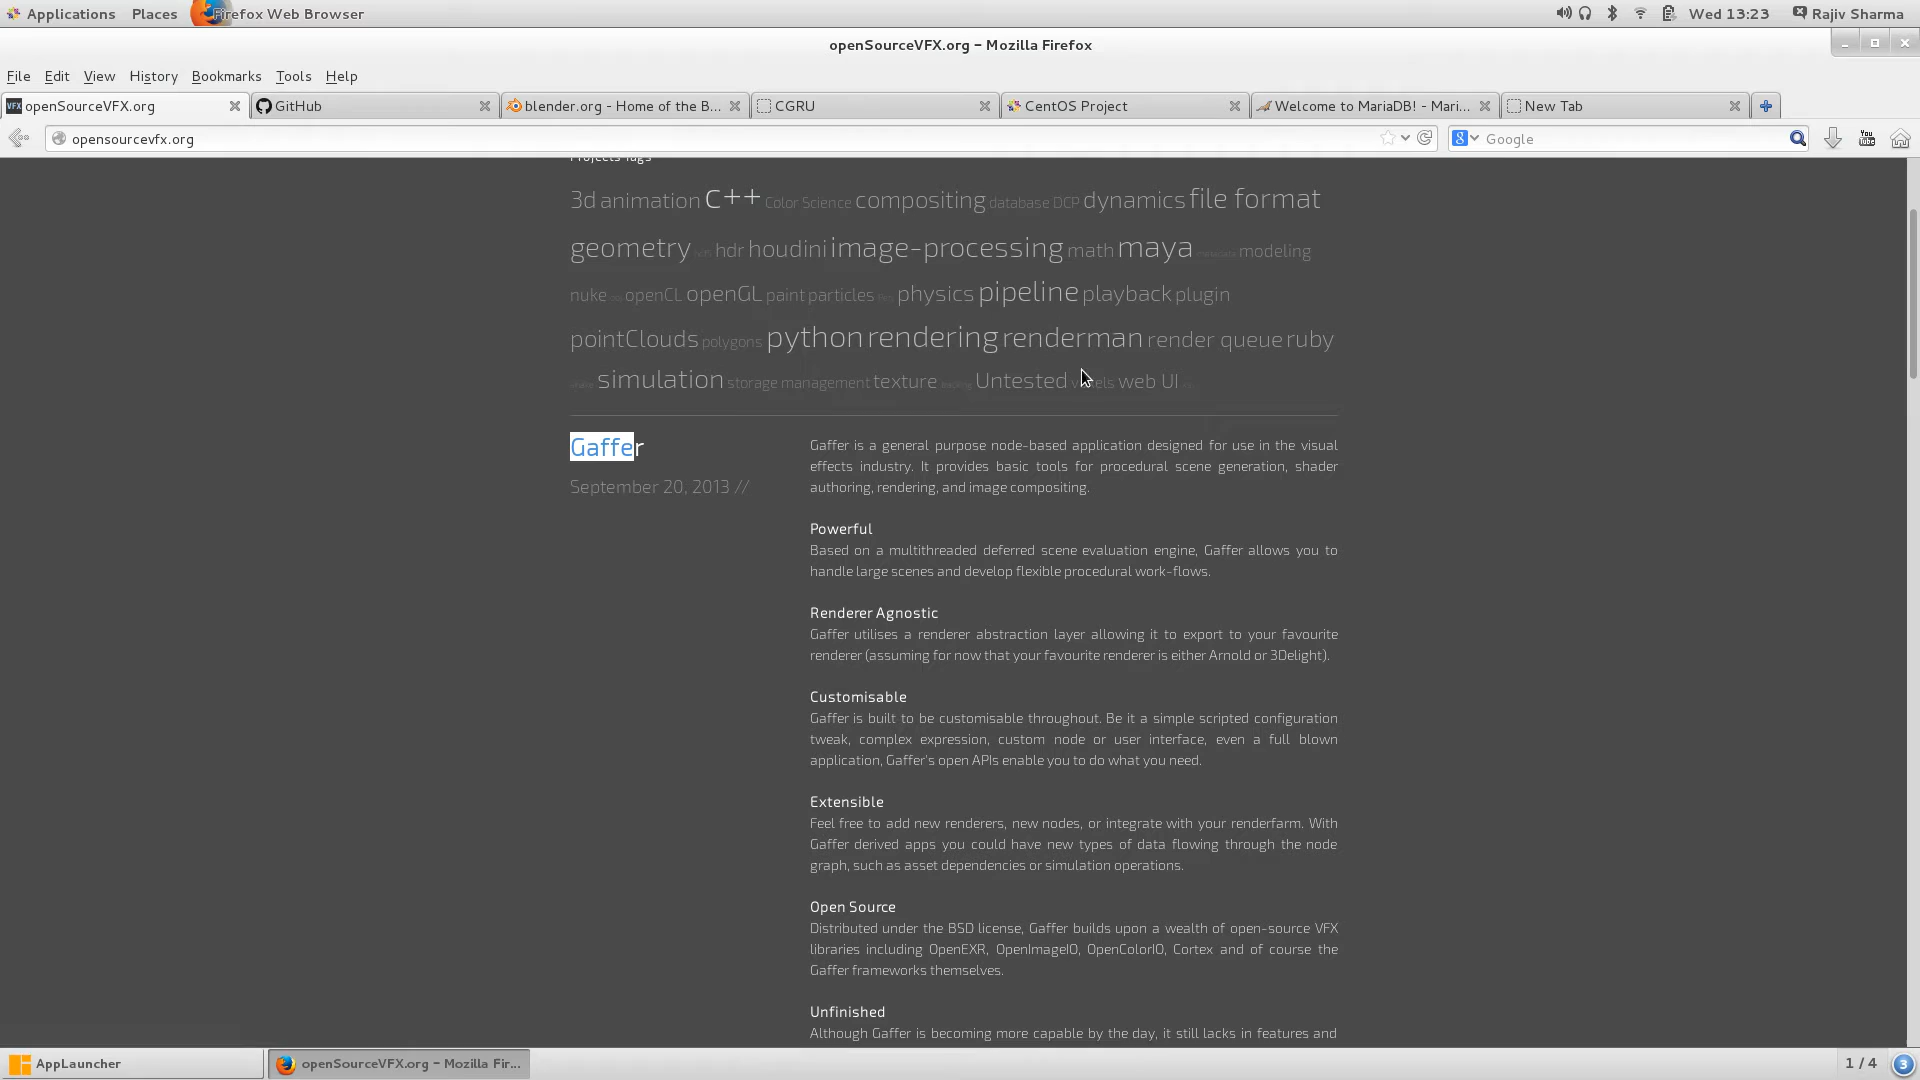 Applications Places Firefox Web Browser Wed 13:23 Rajiv Sharma
openSourceVFX.org - Mozilla Firefox
File Edit View History Bookmarks Tools Help
VFX openSourceVFX.org GitHub blender.org - Home of the B... CGRU CentOS Project Welcome to MariaDB! - Mari... New Tab
opensourcevfx.org Google
Projects Tags
3d animation c++ Color Science compositing database DCP dynamics file format
geometry hdr houdini image-processing math maya modeling
nuke openCL openGL paint particles physics pipeline playback plugin
pointClouds polygons python rendering renderman render queue ruby
simulation storage management texture Untested web UI
Gaffer
September 20, 2013 //
Gaffer is a general purpose node-based application designed for use in the visual
effects industry. It provides basic tools for procedural scene generation, shader
authoring, rendering, and image compositing.
Powerful
Based on a multithreaded deferred scene evaluation engine, Gaffer allows you to
handle large scenes and develop flexible procedural work-flows.
Renderer Agnostic
Gaffer utilises a renderer abstraction layer allowing it to export to your favourite
renderer (assuming for now that your favourite renderer is either Arnold or 3Delight).
Customisable
Gaffer is built to be customisable throughout. Be it a simple scripted configuration
tweak, complex expression, custom node or user interface, even a full blown
application, Gaffer's open APIs enable you to do what you need.
Extensible
Feel free to add new renderers, new nodes, or integrate with your renderfarm. With
Gaffer derived apps you could have new types of data flowing through the node
graph, such as asset dependencies or simulation operations.
Open Source
Distributed under the BSD license, Gaffer builds upon a wealth of open-source VFX
libraries including OpenEXR, OpenImageIO, OpenColorIO, Cortex and of course the
Gaffer frameworks themselves.
Unfinished
Although Gaffer is becoming more capable by the day, it still lacks in features and
AppLauncher openSourceVFX.org - Mozilla Fir... 1 / 4 3